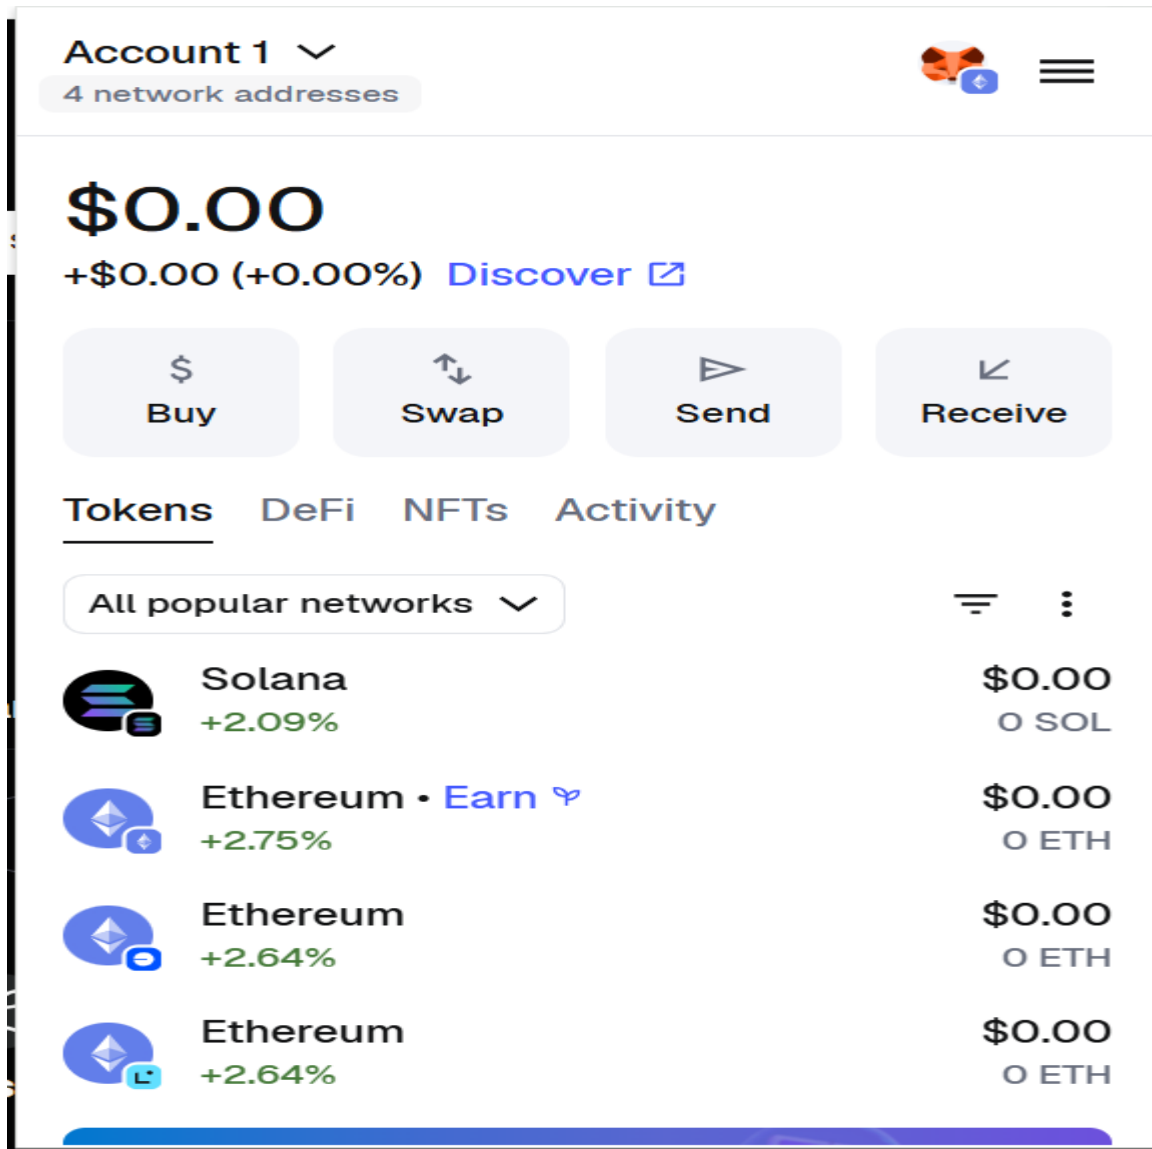 Account 1
4 network addresses
$0.00
+$0.00 (+0.00%) Discover
$
Buy
Swap
Send
Receive
Tokens DeFi NFTs Activity
All popular networks
Solana $0.00
+2.09% 0 SOL
Ethereum • Earn $0.00
+2.75% 0 ETH
Ethereum $0.00
+2.64% 0 ETH
Ethereum $0.00
+2.64% 0 ETH